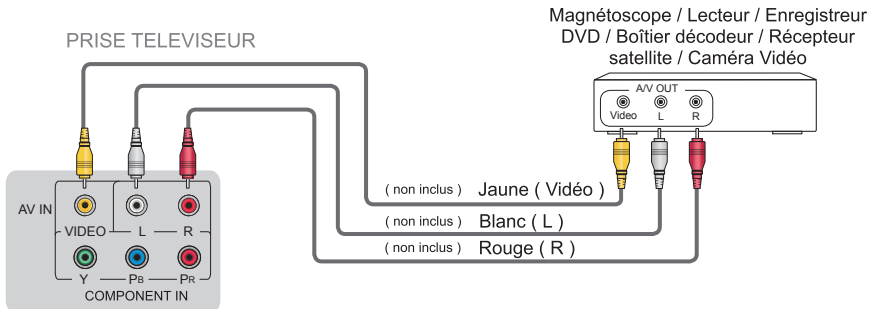 Magnétoscope / Lecteur / Enregistreur
DVD / Boîtier décodeur / Récepteur
satellite / Caméra Vidéo
PRISE TELEVISEUR
A/V OUT
Video L R
( non inclus ) Jaune ( Vidéo )
( non inclus ) Blanc ( L )
( non inclus ) Rouge ( R )
AV IN
VIDEO L R
Y PB PR
COMPONENT IN